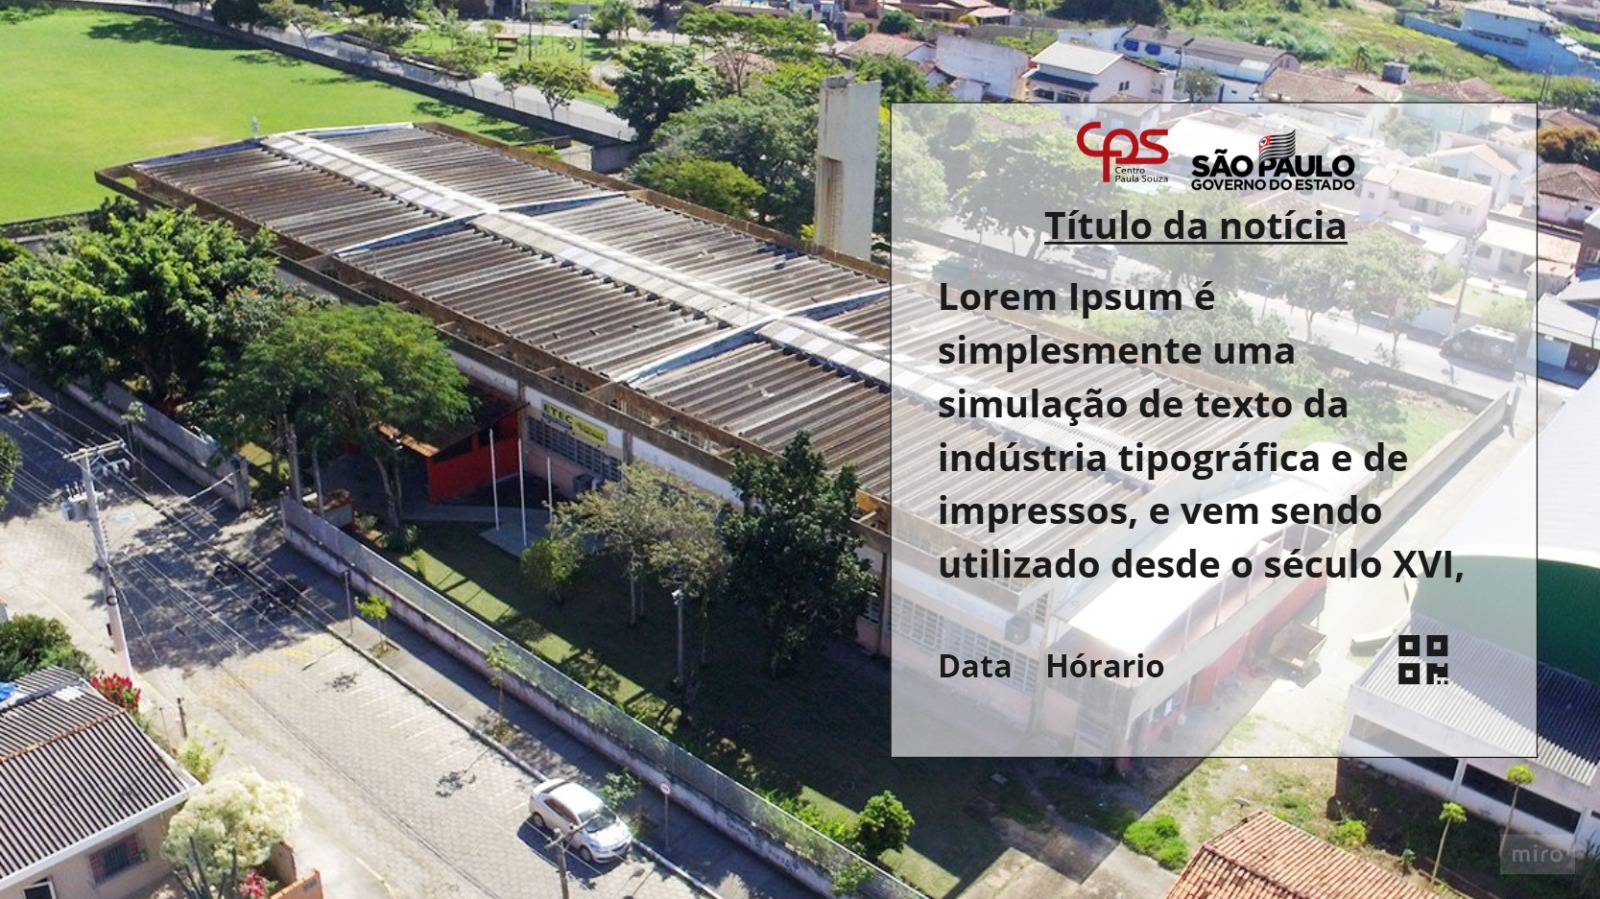 cps
Centro
Paula Souza
SÃO PAULO
GOVERNO DO ESTADO
Título da notícia
Lorem Ipsum é
simplesmente uma
simulação de texto da
indústria tipográfica e de
impressos, e vem sendo
utilizado desde o século XVI,
Data Hórario
ETEC
miro